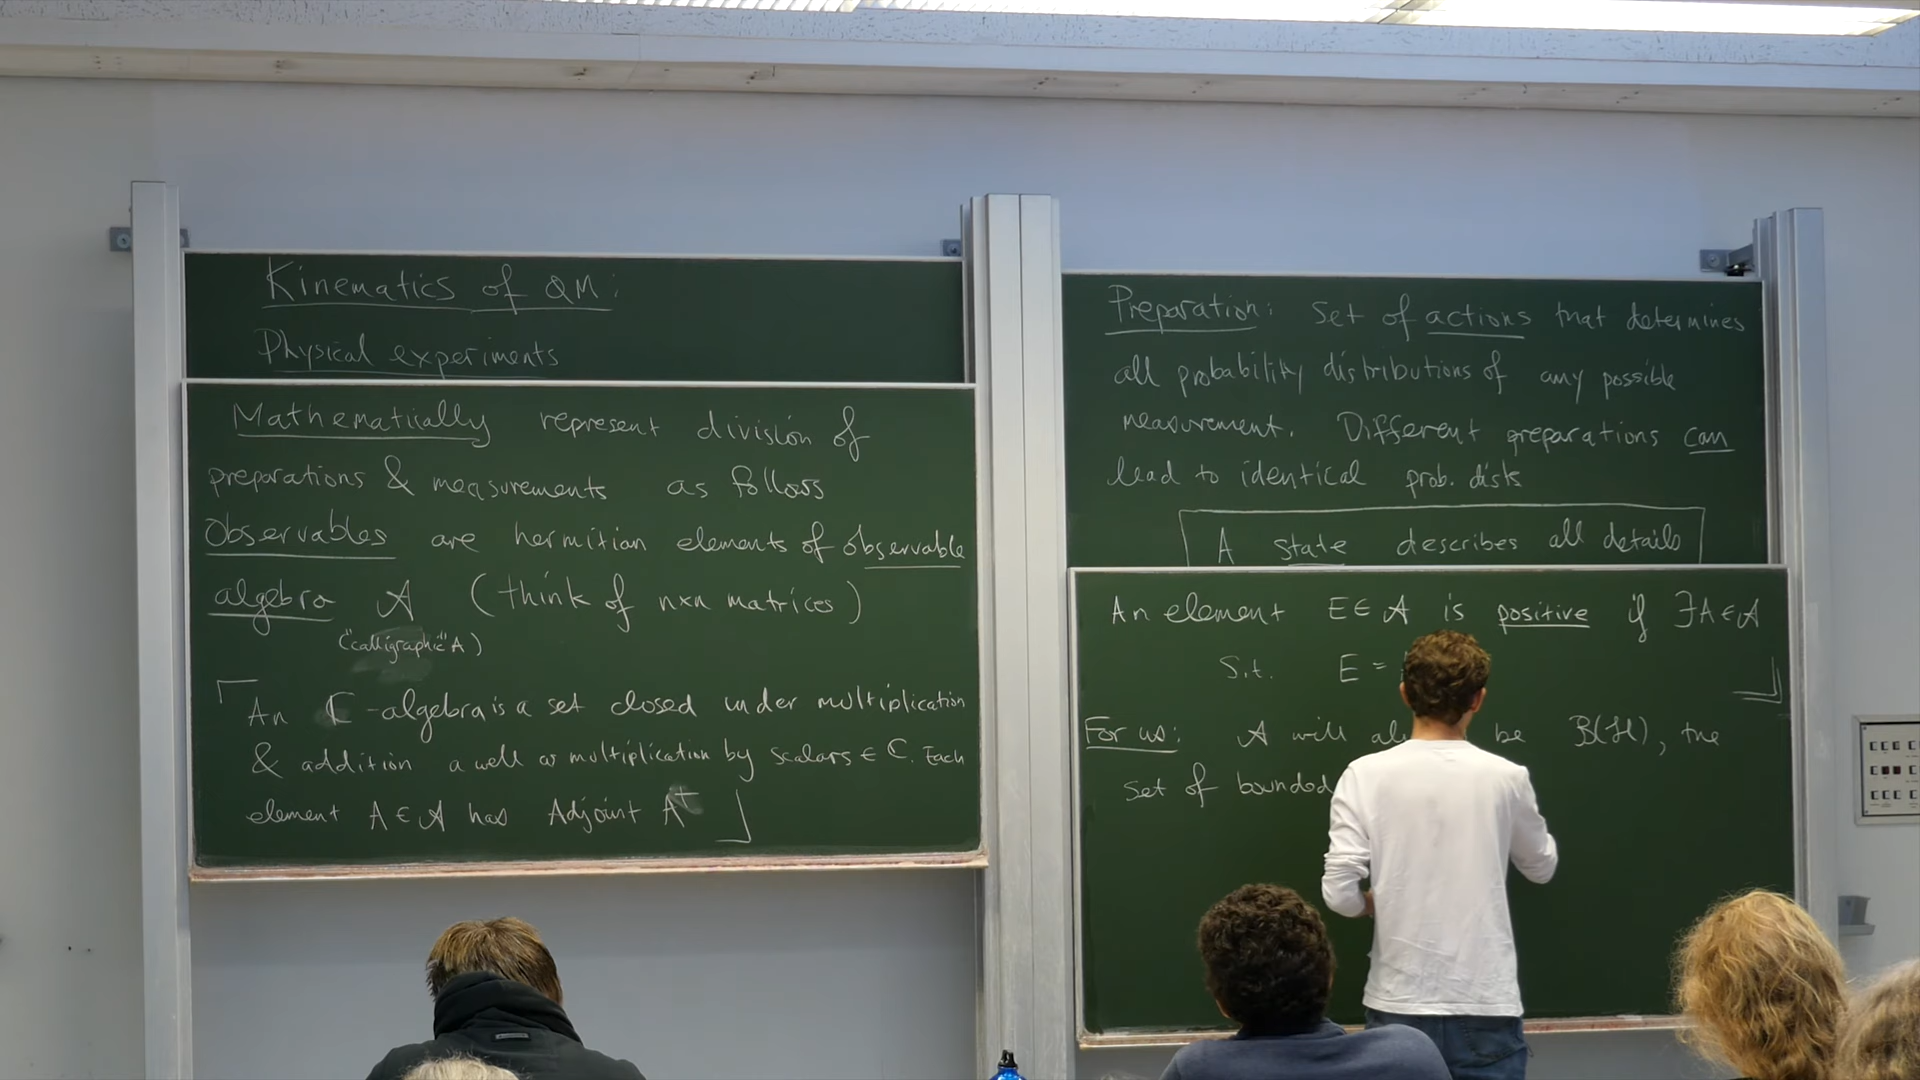 Kinematics of QM:
Physical experiments
Mathematically represent division of
preparations & measurements as follows
Observables are hermitian elements of observable
algebra 𝒜 (think of n×n matrices)
("calligraphic" A)
An ℂ-algebra is a set closed under multiplication
& addition a well as multiplication by scalars ∈ ℂ. Each
element A ∈ 𝒜 has Adjoint A†
Preparation: Set of actions that determines
all probability distributions of any possible
measurement. Different preparations can
lead to identical prob. dists
A state describes all details
An element E ∈ 𝒜 is positive if ∃A ∈ 𝒜
s.t. E =
For us: 𝒜 will be B(ℋ), the
set of bounded